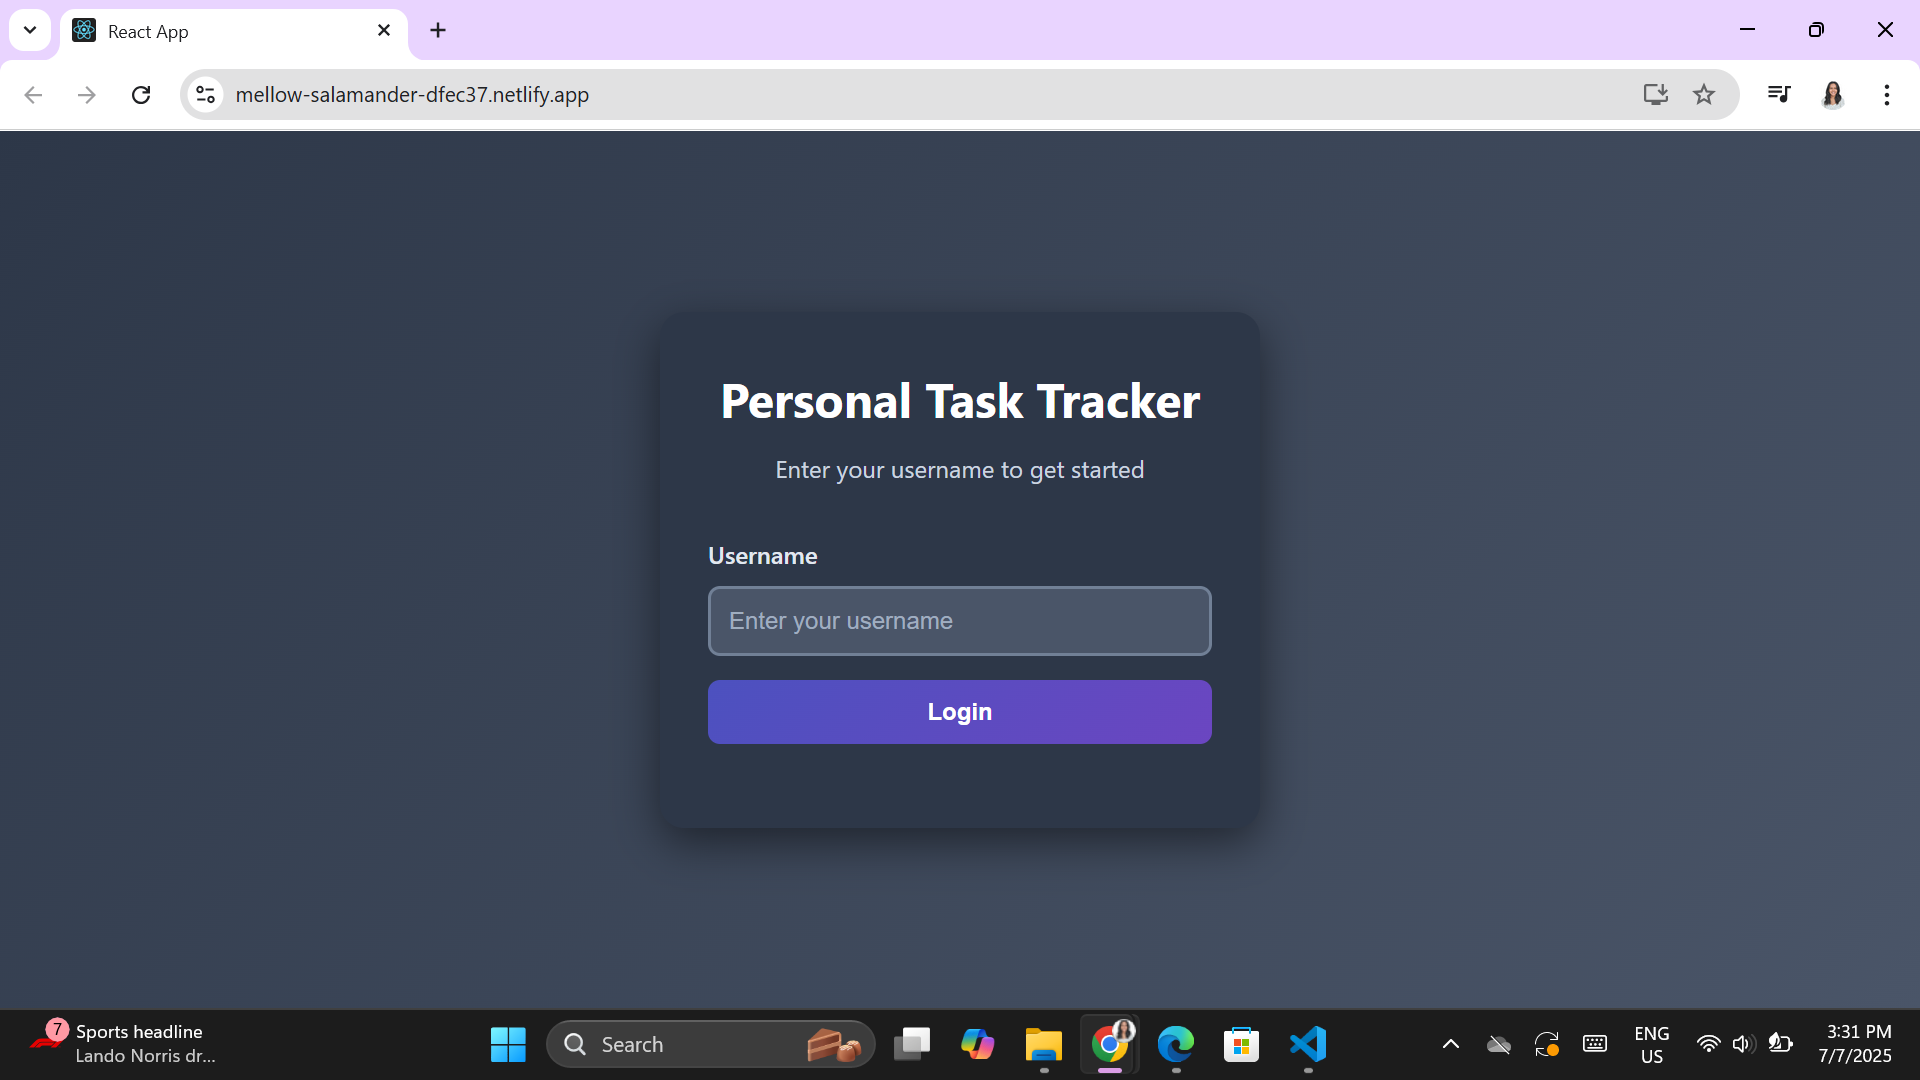 React App
mellow-salamander-dfec37.netlify.app
Personal Task Tracker
Enter your username to get started
Username
Enter your username
Login
7
Sports headline
Lando Norris dr...
Search
ENG
US
3:31 PM
7/7/2025